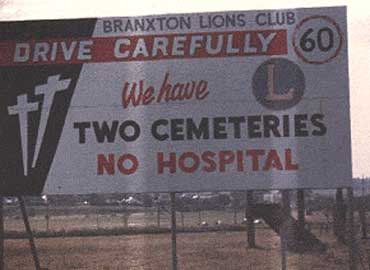 BRANXTON LIONS CLUB
DRIVE CAREFULLY 60
We have L
TWO CEMETERIES
NO HOSPITAL